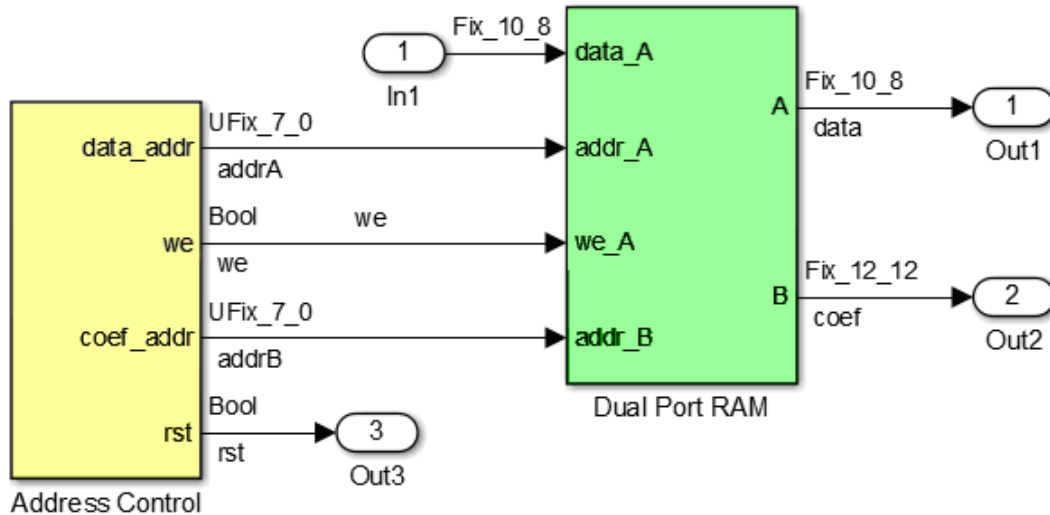 Fix_10_8
1
In1
data_A
addr_A
we_A
addr_B
A
B
Dual Port RAM
data_addr
we
coef_addr
rst
Address Control
UFix_7_0
addrA
Bool
we
we
UFix_7_0
addrB
Bool
rst
3
Out3
Fix_10_8
data
1
Out1
Fix_12_12
coef
2
Out2